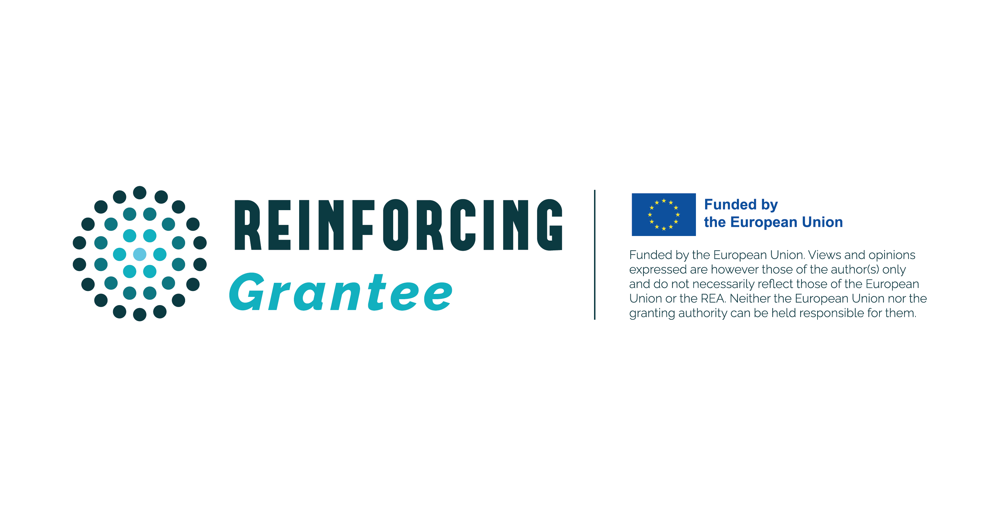 REINFORCING
Grantee
Funded by
the European Union
Funded by the European Union. Views and opinions
expressed are however those of the author(s) only
and do not necessarily reflect those of the European
Union or the REA. Neither the European Union nor the
granting authority can be held responsible for them.